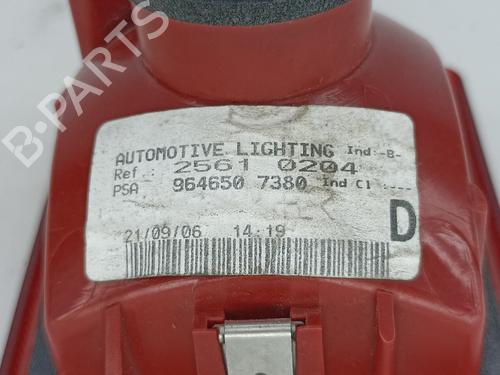 B-PARTS
AUTOMOTIVE LIGHTING Ind :-B-
Ref.: 2561 0204
PSA 964650 7380 Ind Cl :----
21/09/06 14:19
D